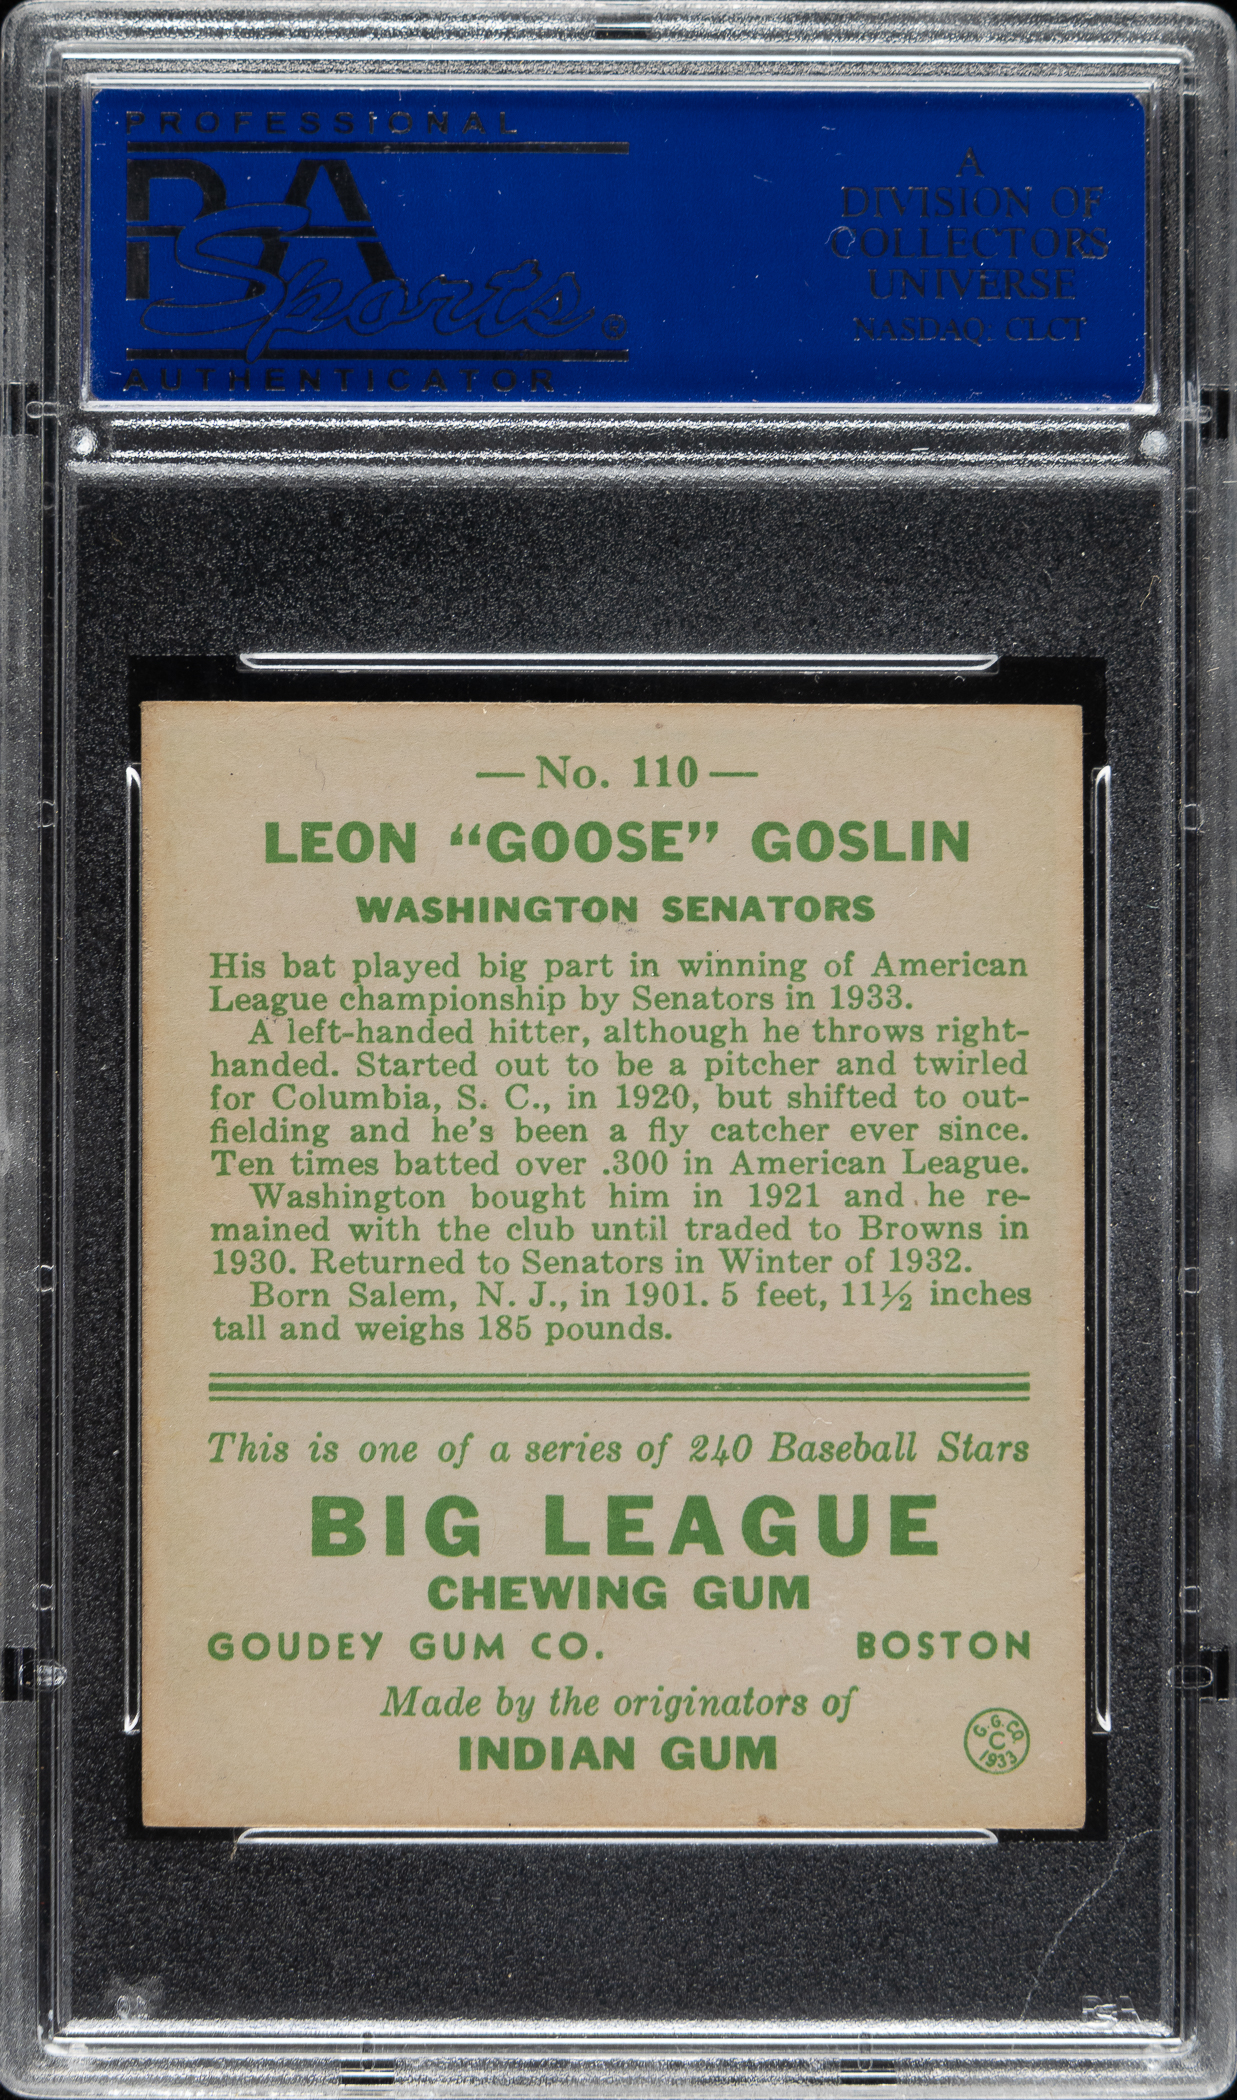 PROFESSIONAL
PSA
Sports®
AUTHENTICATOR
A
DIVISION OF
COLLECTORS
UNIVERSE
NASDAQ: CLCT
— No. 110 —
LEON “GOOSE” GOSLIN
WASHINGTON SENATORS
His bat played big part in winning of American
League championship by Senators in 1933.
A left-handed hitter, although he throws right-
handed. Started out to be a pitcher and twirled
for Columbia, S. C., in 1920, but shifted to out-
fielding and he's been a fly catcher ever since.
Ten times batted over .300 in American League.
Washington bought him in 1921 and he re-
mained with the club until traded to Browns in
1930. Returned to Senators in Winter of 1932.
Born Salem, N. J., in 1901. 5 feet, 11½ inches
tall and weighs 185 pounds.
This is one of a series of 240 Baseball Stars
BIG LEAGUE
CHEWING GUM
GOUDEY GUM CO. BOSTON
Made by the originators of
INDIAN GUM
G.G.CO.
C
1933
PSA